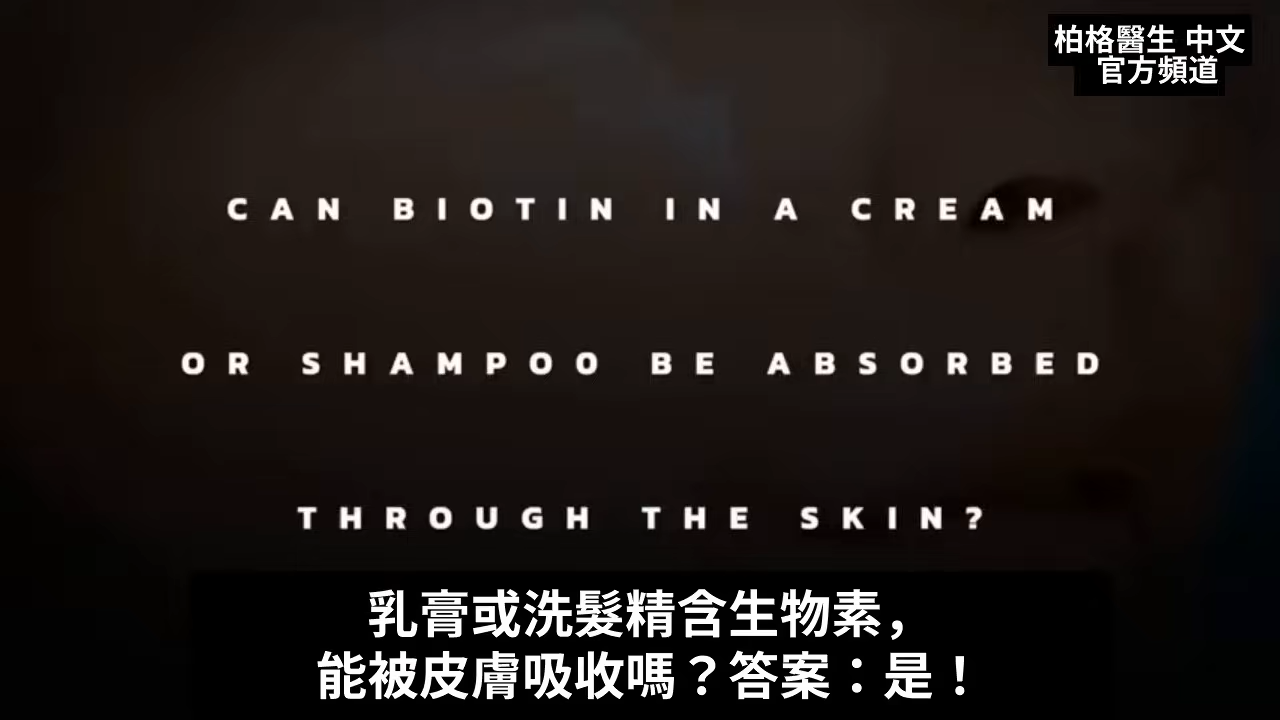 柏格醫生 中文
官方頻道
CAN BIOTIN IN A CREAM
OR SHAMPOO BE ABSORBED
THROUGH THE SKIN?
乳膏或洗髮精含生物素，
能被皮膚吸收嗎？答案：是！